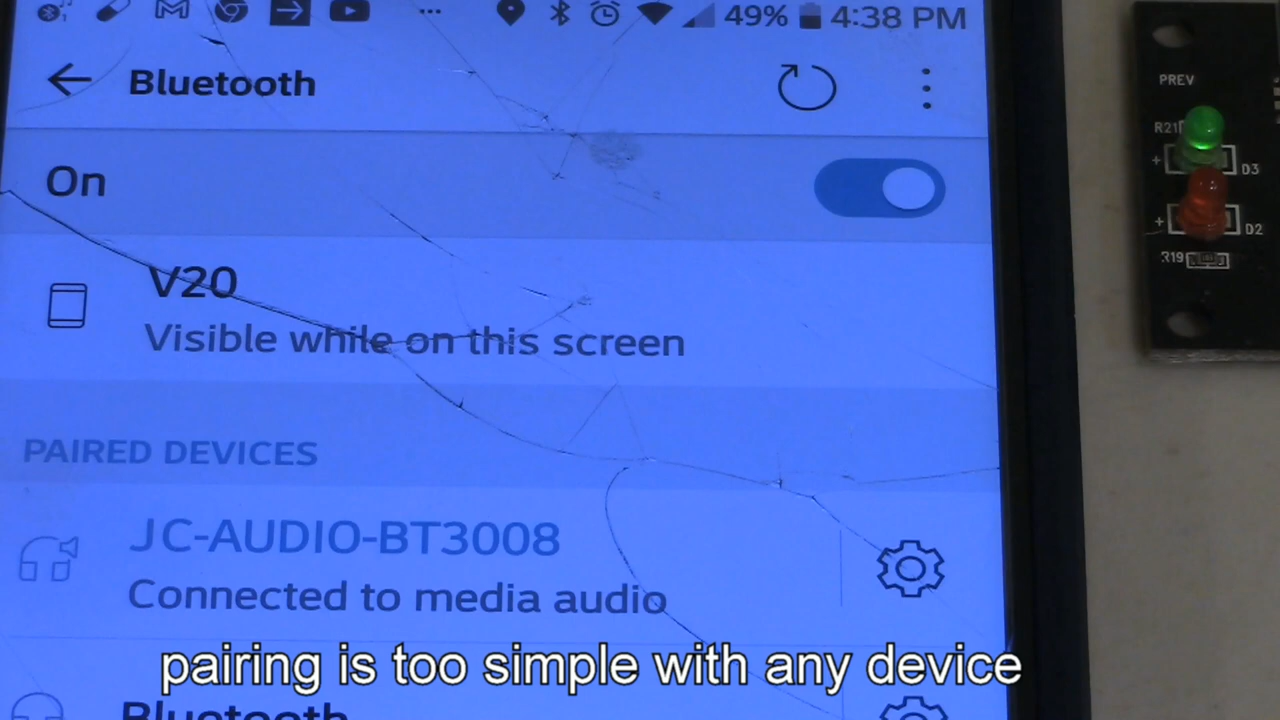 49% 4:38 PM
Bluetooth
On
V20
Visible while on this screen
PAIRED DEVICES
JC-AUDIO-BT3008
Connected to media audio
Bluetooth
pairing is too simple with any device
PREV
R21
+ D3
+ D2
R19